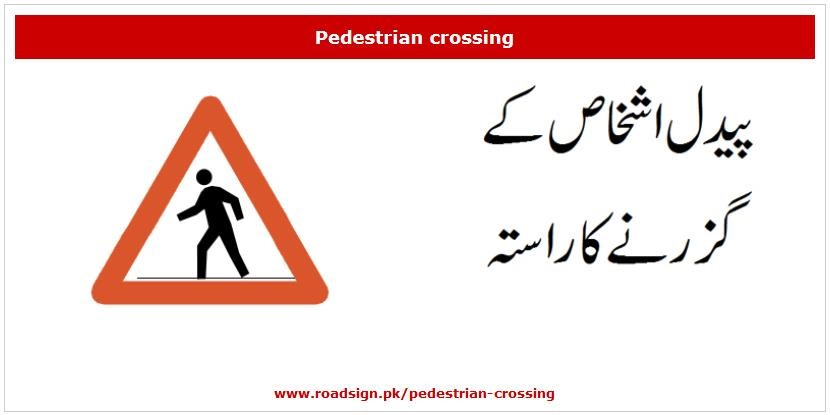 Pedestrian crossing
پیدل اشخاص کے
گزرنے کا راستہ
www.roadsign.pk/pedestrian-crossing